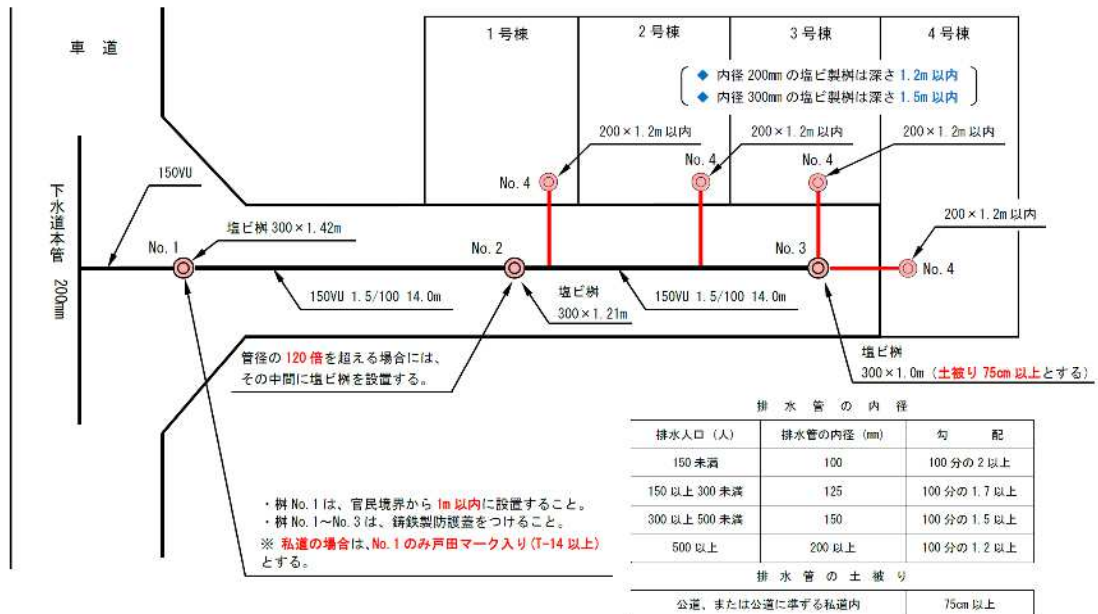 車 道
1号棟
2号棟
3号棟
4号棟
◆ 内径 200mm の塩ビ製桝は深さ 1.2m 以内
◆ 内径 300mm の塩ビ製桝は深さ 1.5m 以内
200×1.2m 以内
200×1.2m 以内
200×1.2m 以内
No. 4
No. 4
No. 4
150VU
下水道本管 200mm
塩ビ桝 300×1.42m
200×1.2m 以内
No. 1
No. 2
No. 3
No. 4
150VU 1.5/100 14.0m
塩ビ桝
300×1.21m
150VU 1.5/100 14.0m
管径の 120 倍を超える場合には、
その中間に塩ビ桝を設置する。
塩ビ桝
300×1.0m（土被り 75cm 以上とする）
・桝 No. 1 は、官民境界から 1m 以内に設置すること。
・桝 No. 1~No. 3 は、鋳鉄製防護蓋をつけること。
※ 私道の場合は、No. 1 のみ戸田マーク入り(T-14 以上)
とする。
排 水 管 の 内 径
排水人口（人） 排水管の内径（mm） 勾 配
150 未満 100 100 分の 2 以上
150 以上 300 未満 125 100 分の 1.7 以上
300 以上 500 未満 150 100 分の 1.5 以上
500 以上 200 以上 100 分の 1.2 以上
排 水 管 の 土 被 り
公道、または公道に準ずる私道内 75cm 以上